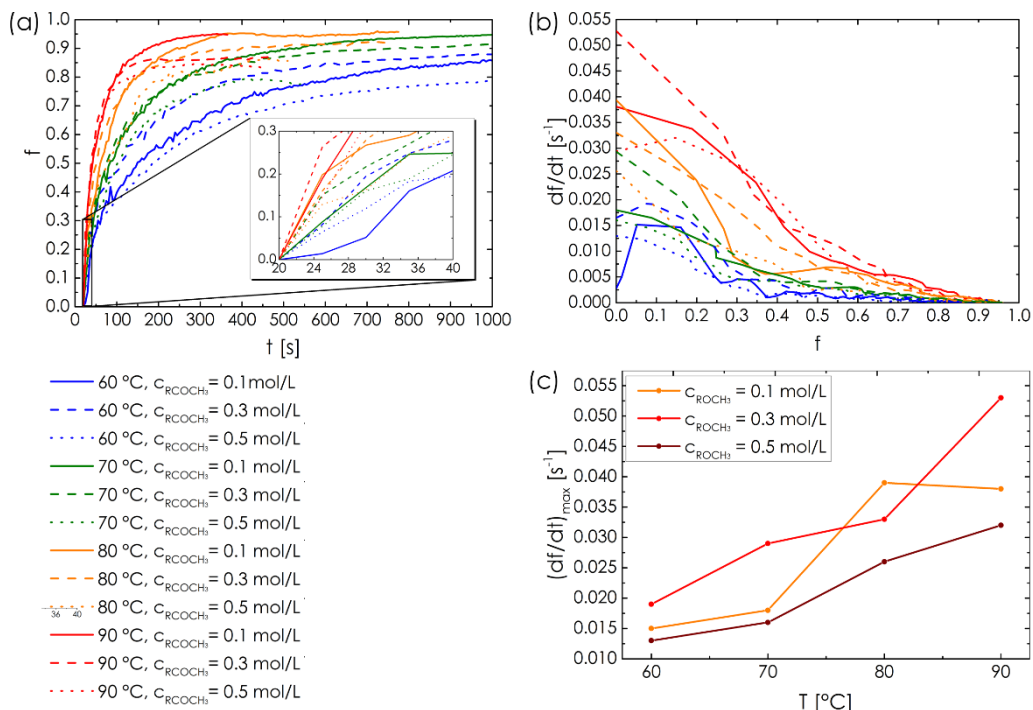 (a)
1.0
0.9
0.8
0.7
0.6
0.5
0.4
0.3
0.2
0.1
0.0
f
0 100 200 300 400 500 600 700 800 900 1000
t [s]
0.3
0.2
0.1
0.0
20 24 28 32 36 40
(b)
0.055
0.050
0.045
0.040
0.035
0.030
0.025
0.020
0.015
0.010
0.005
0.000
df/dt [s⁻¹]
0.0 0.1 0.2 0.3 0.4 0.5 0.6 0.7 0.8 0.9 1.0
f
60 °C, c_RCOCH₃ = 0.1mol/L
60 °C, c_RCOCH₃ = 0.3 mol/L
60 °C, c_RCOCH₃ = 0.5 mol/L
70 °C, c_RCOCH₃ = 0.1 mol/L
70 °C, c_RCOCH₃ = 0.3 mol/L
70 °C, c_RCOCH₃ = 0.5 mol/L
80 °C, c_RCOCH₃ = 0.1 mol/L
80 °C, c_RCOCH₃ = 0.3 mol/L
80 °C, c_RCOCH₃ = 0.5 mol/L
36 40
90 °C, c_RCOCH₃ = 0.1 mol/L
90 °C, c_RCOCH₃ = 0.3 mol/L
90 °C, c_RCOCH₃ = 0.5 mol/L
(c)
0.055
0.050
0.045
0.040
0.035
0.030
0.025
0.020
0.015
0.010
(df/dt)max [s⁻¹]
c_ROCH₃ = 0.1 mol/L
c_ROCH₃ = 0.3 mol/L
c_ROCH₃ = 0.5 mol/L
60 70 80 90
T [°C]